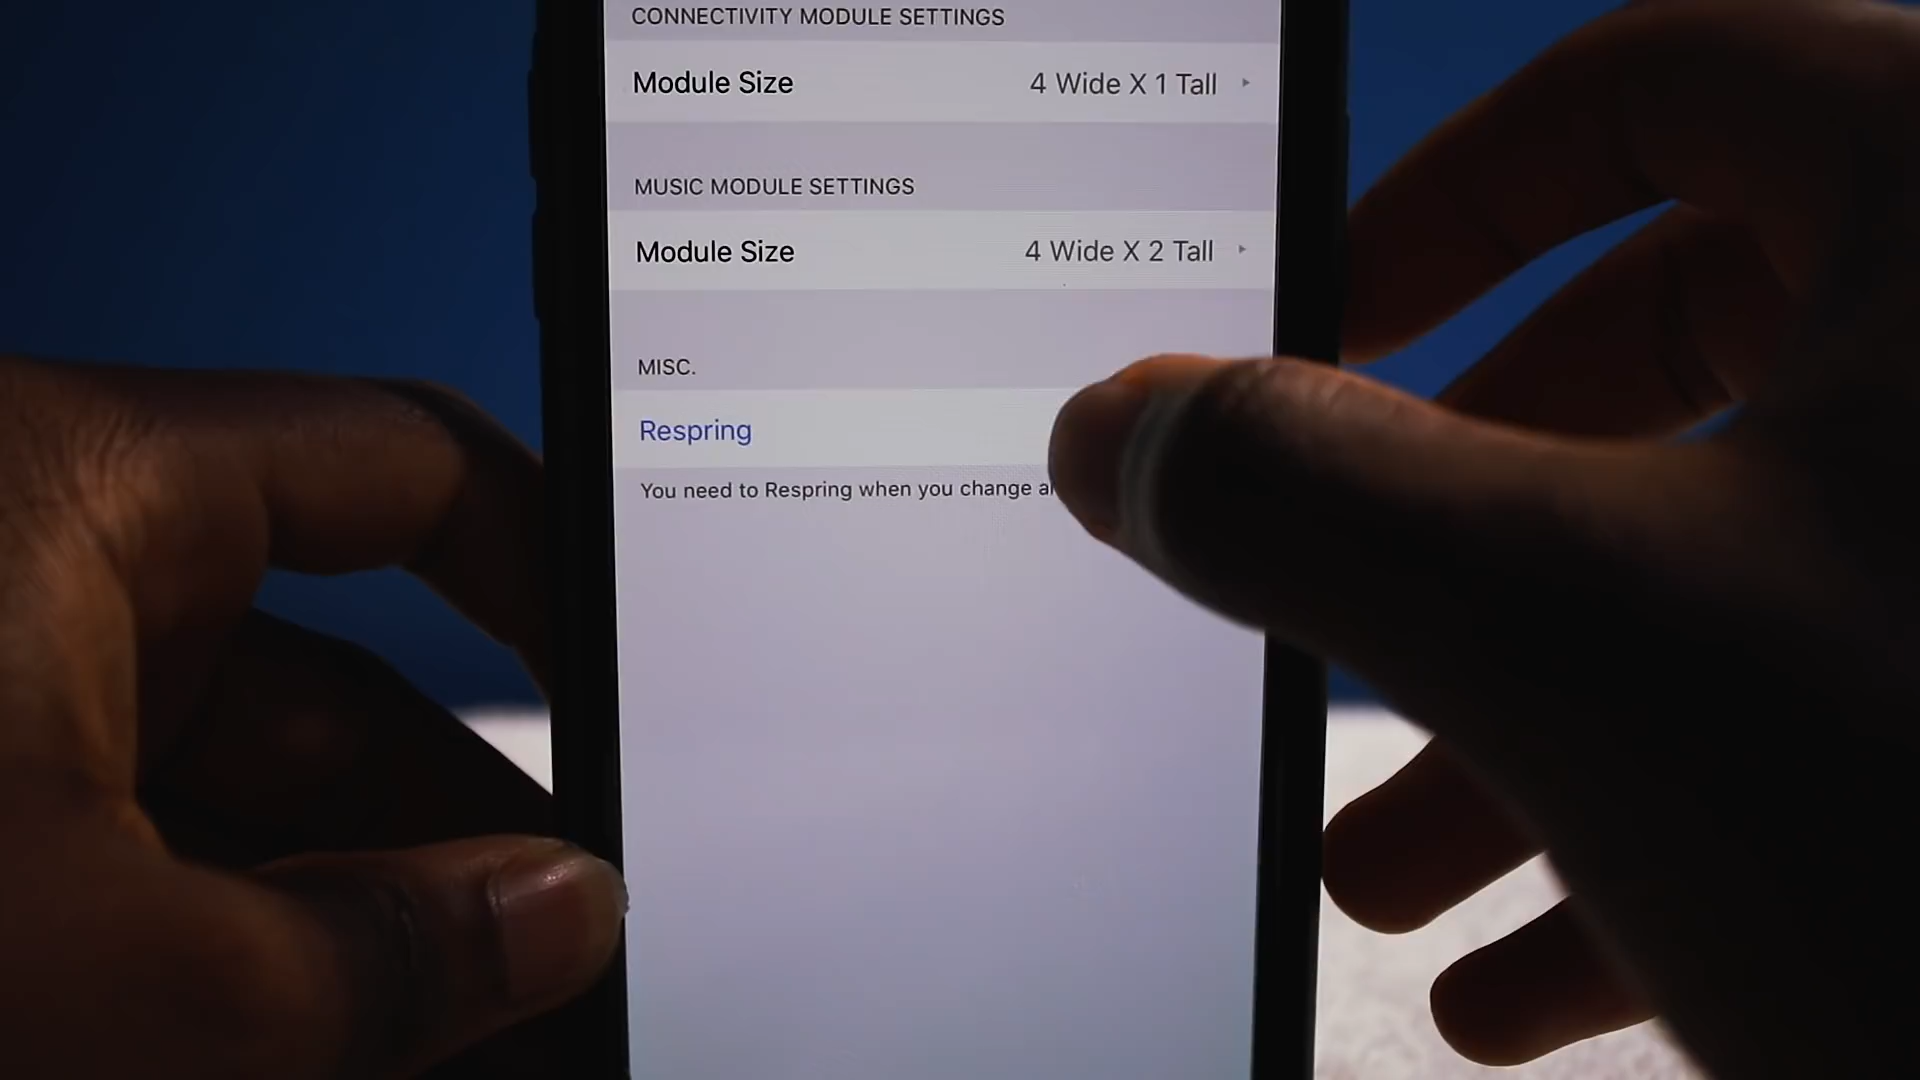 CONNECTIVITY MODULE SETTINGS
Module Size 4 Wide X 1 Tall
MUSIC MODULE SETTINGS
Module Size 4 Wide X 2 Tall
MISC.
Respring
You need to Respring when you change